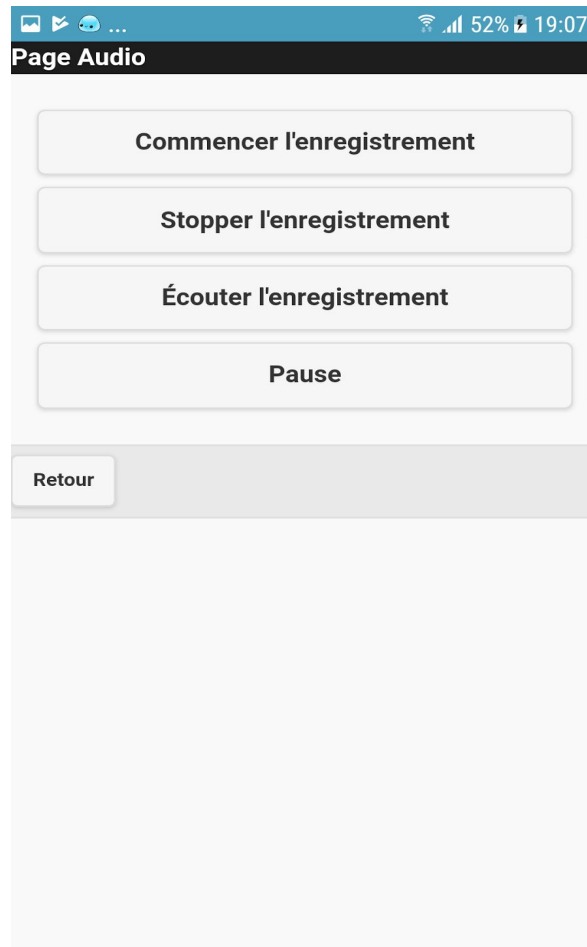 ... 52% 19:07
Page Audio
Commencer l'enregistrement
Stopper l'enregistrement
Écouter l'enregistrement
Pause
Retour